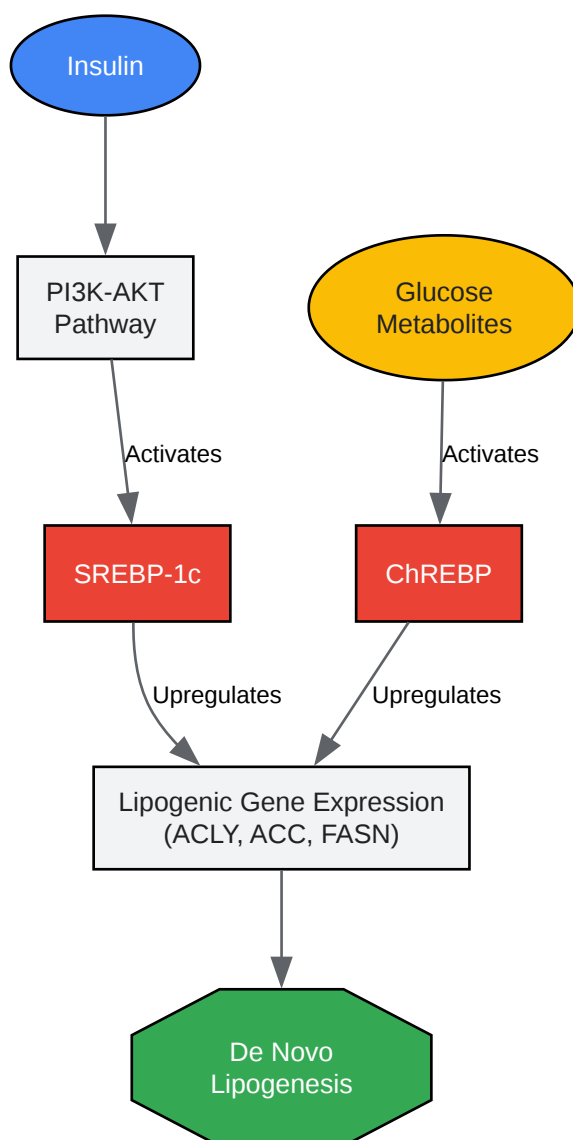 Insulin
PI3K-AKT
Pathway
Glucose
Metabolites
Activates
Activates
SREBP-1c
ChREBP
Upregulates
Upregulates
Lipogenic Gene Expression
(ACLY, ACC, FASN)
De Novo
Lipogenesis